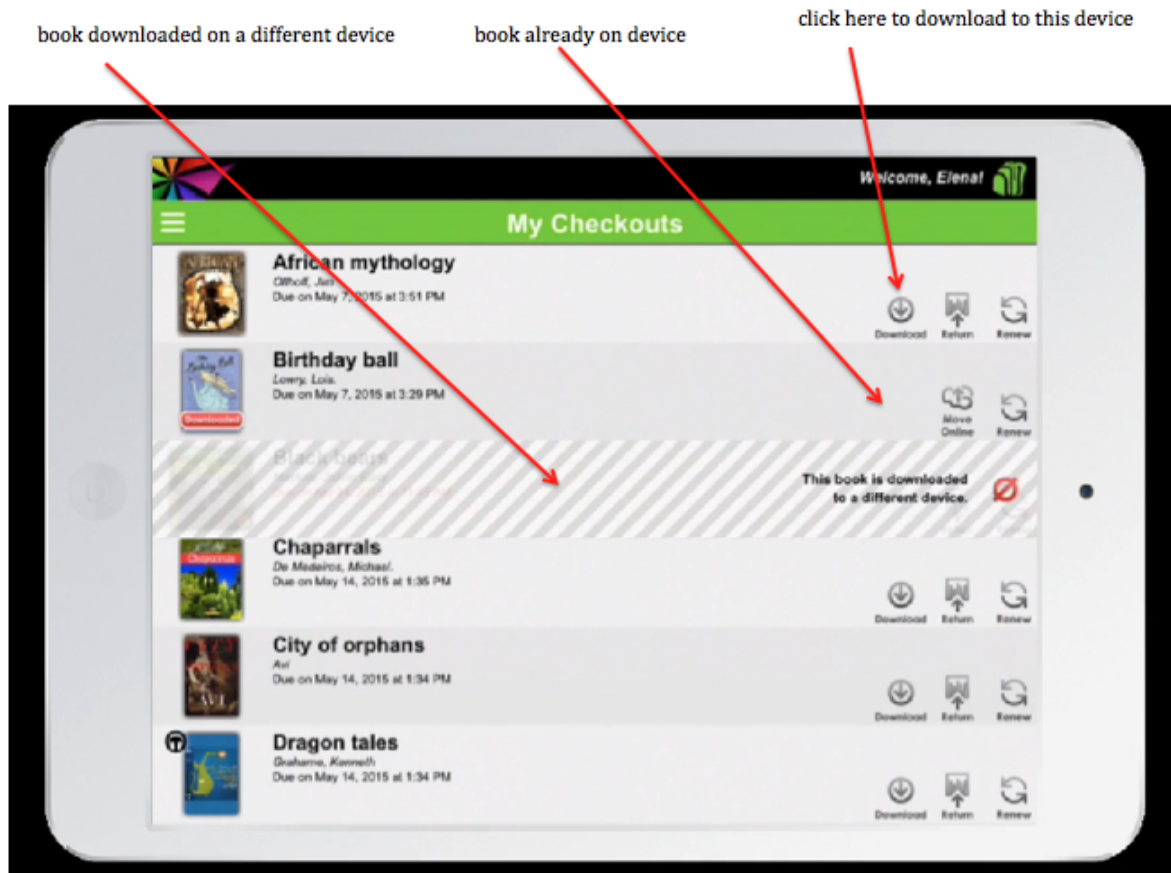 click here to download to this device
book downloaded on a different device
book already on device
Welcome, Elena!
My Checkouts
African mythology
Due on May 7, 2015 at 3:51 PM
Download
Return
Renew
Birthday ball
Lowry, Lois.
Due on May 7, 2015 at 3:29 PM
Downloaded
Move
Online
Renew
Black bears
This book is downloaded
to a different device.
Chaparrals
De Medeiros, Michael.
Due on May 14, 2015 at 1:35 PM
Download
Return
Renew
City of orphans
Avi
Due on May 14, 2015 at 1:34 PM
AVI
Download
Return
Renew
Dragon tales
Grahame, Kenneth
Due on May 14, 2015 at 1:34 PM
Download
Return
Renew